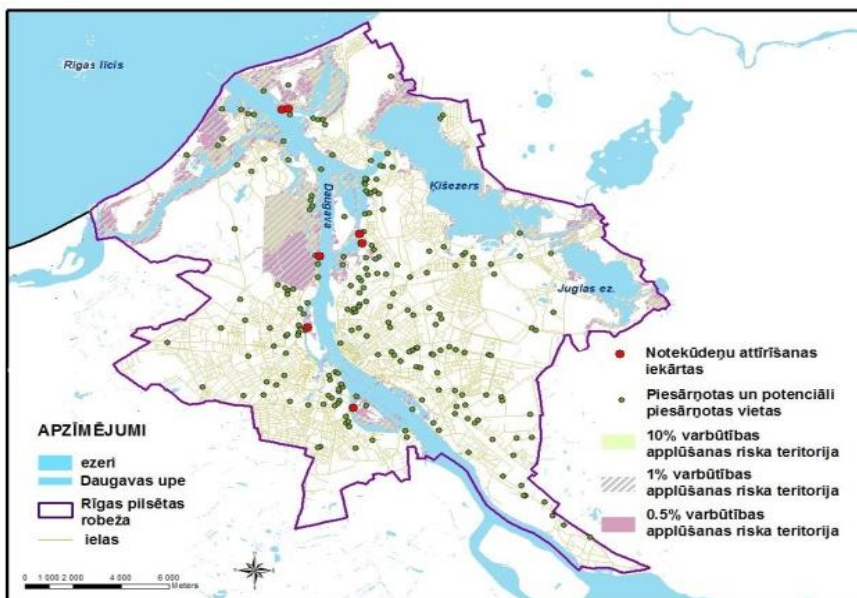 Rīgas līcis
Ķīšezers
Daugava
Juglas ez.
Notekūdeņu attīrīšanas
iekārtas
Piesārņotas un potenciāli
piesārņotas vietas
10% varbūtības
applūšanas riska teritorija
1% varbūtības
applūšanas riska teritorija
0.5% varbūtības
applūšanas riska teritorija
APZĪMĒJUMI
ezeri
Daugavas upe
Rīgas pilsētas
robeža
ielas
0 1 000 2 000 4 000 6 000
Meters